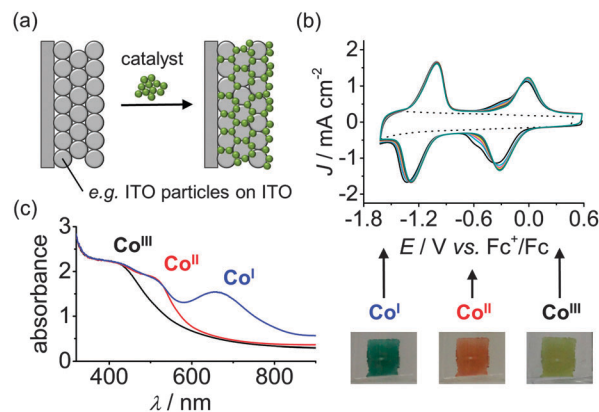 (a)
catalyst
e.g. ITO particles on ITO
(b)
2
1
0
-1
-2
J / mA cm⁻²
-1.8 -1.2 -0.6 0.0 0.6
E / V vs. Fc⁺/Fc
Coᴵ Coᴵᴵ Coᴵᴵᴵ
(c)
3
2
1
0
absorbance
Coᴵᴵᴵ
Coᴵᴵ
Coᴵ
400 600 800
λ / nm